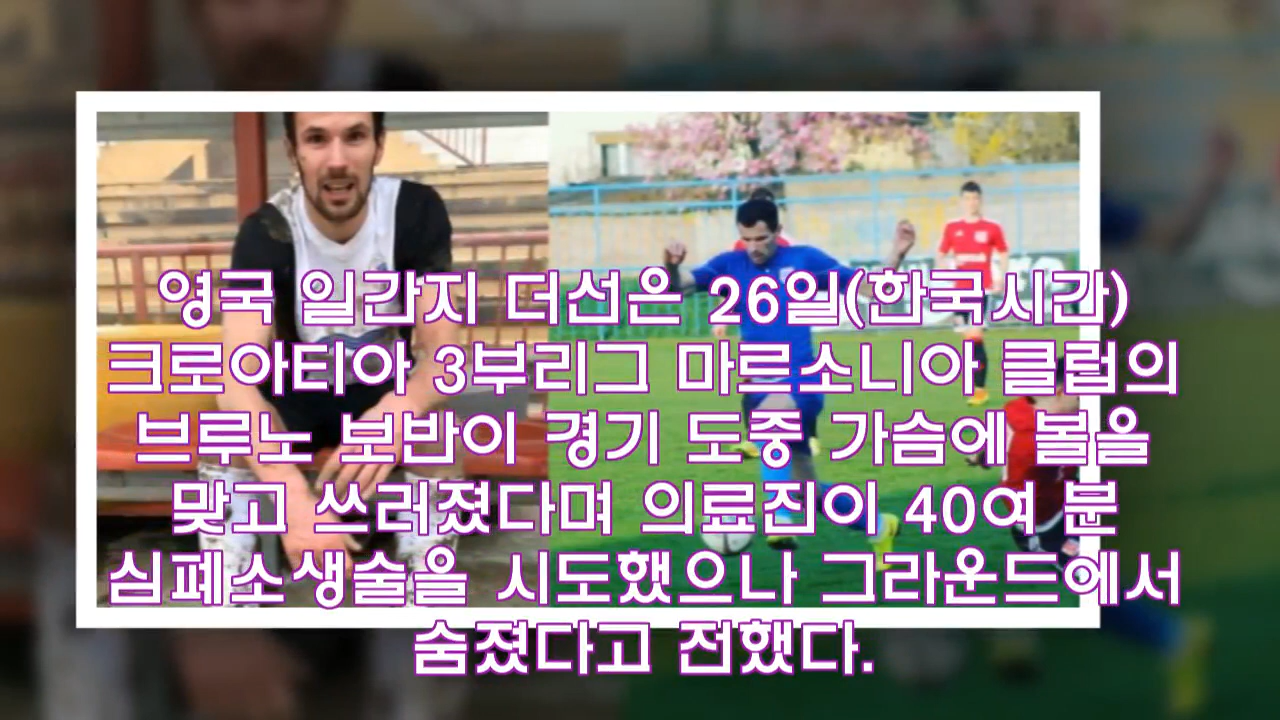 영국 일간지 더선은 26일(한국시간)
크로아티아 3부리그 마르소니아 클럽의
브루노 보반이 경기 도중 가슴에 볼을
맞고 쓰러졌다며 의료진이 40여 분
심폐소생술을 시도했으나 그라운드에서
숨졌다고 전했다.